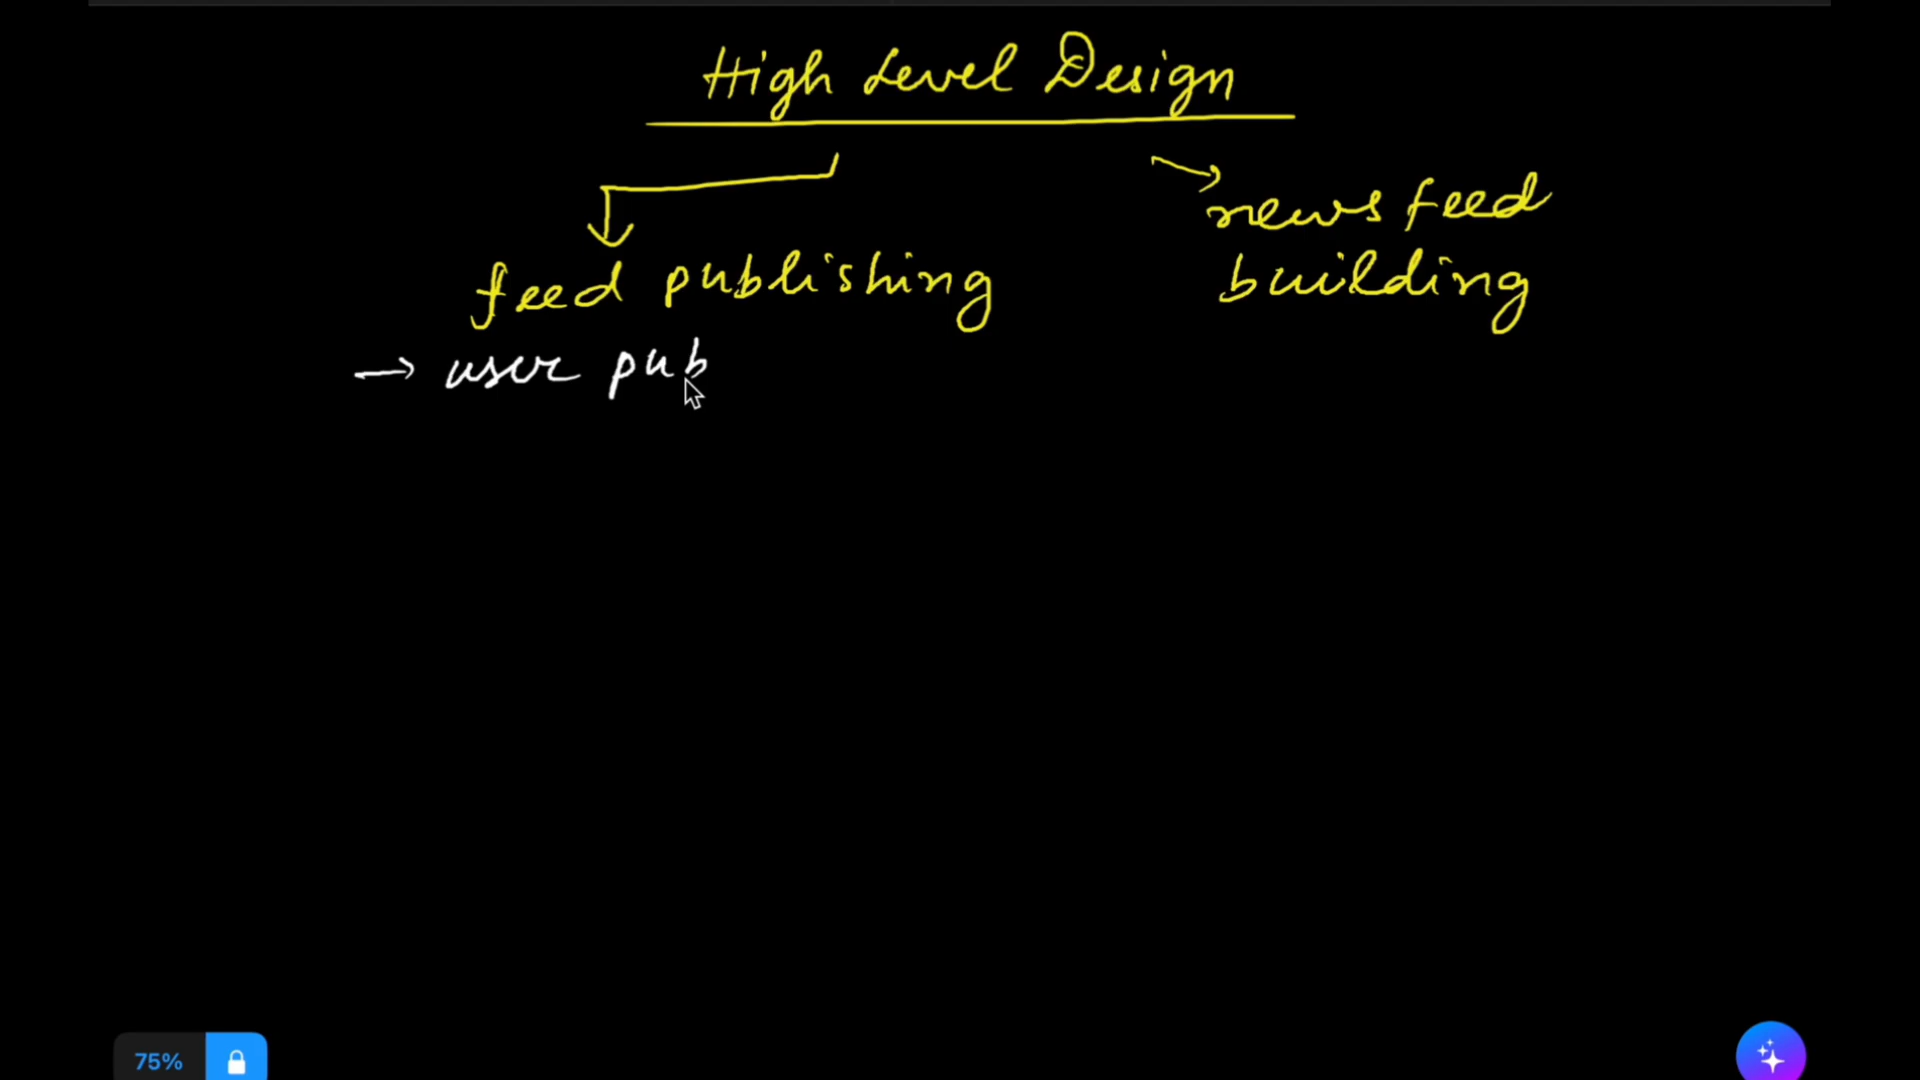 High Level Design
feed publishing
→ user pub
news feed
building
75%